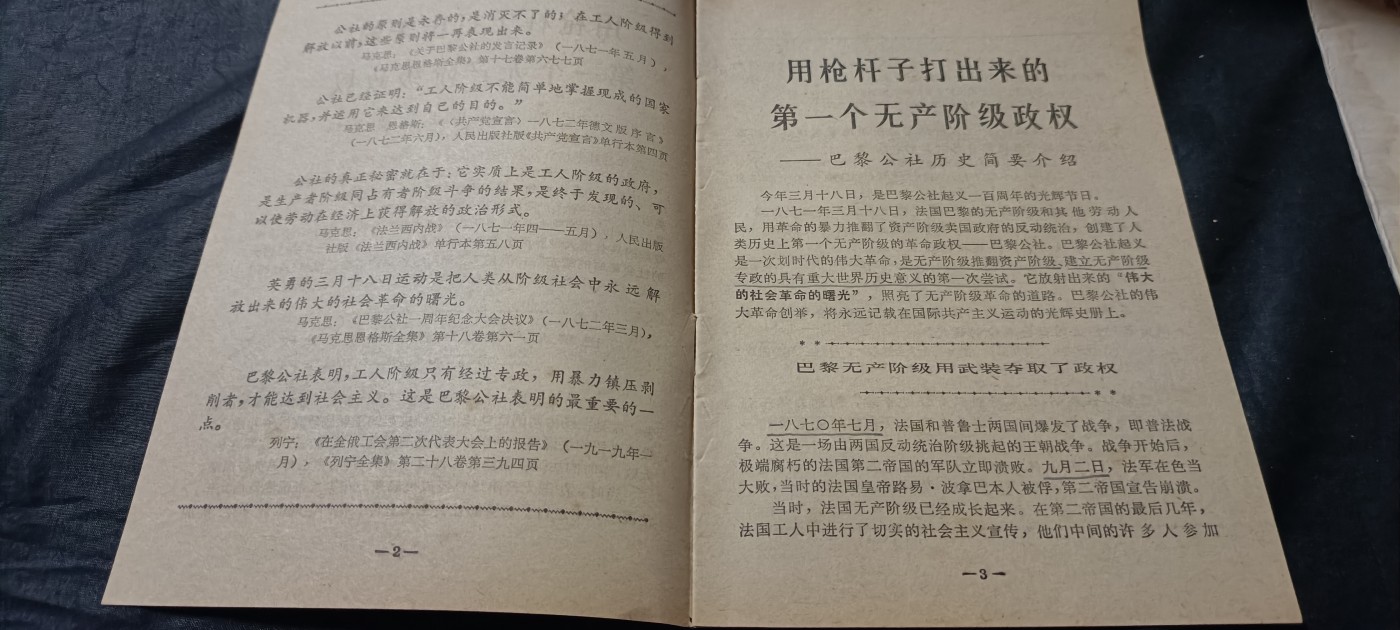 公社的原则是永存的，是消灭不了的；在工人阶级得到
解放以前，这些原则将一再表现出来。
马克思：《关于巴黎公社的发言记录》（一八七一年五月），
《马克思恩格斯全集》第十七卷第六七七页
公社已经证明：“工人阶级不能简单地掌握现成的国家
机器，并运用它来达到自己的目的。”
马克思 恩格斯：《〈共产党宣言〉一八七二年德文版序言》
（一八七二年六月），人民出版社版《共产党宣言》单行本第四页
公社的真正秘密就在于：它实质上是工人阶级的政府，
是生产者阶级同占有者阶级斗争的结果，是终于发现的、可
以使劳动在经济上获得解放的政治形式。
马克思：《法兰西内战》（一八七一年四——五月），人民出版
社版《法兰西内战》单行本第五八页
英勇的三月十八日运动是把人类从阶级社会中永远解
放出来的伟大的社会革命的曙光。
马克思：《巴黎公社一周年纪念大会决议》（一八七二年三月），
《马克思恩格斯全集》第十八卷第六一页
巴黎公社表明，工人阶级只有经过专政，用暴力镇压剥
削者，才能达到社会主义。这是巴黎公社表明的最重要的一
点。
列宁：《在全俄工会第二次代表大会上的报告》（一九一九年一
月），《列宁全集》第二十八卷第三九四页
—2—
用枪杆子打出来的
第一个无产阶级政权
——巴黎公社历史简要介绍
今年三月十八日，是巴黎公社起义一百周年的光辉节日。
一八七一年三月十八日，法国巴黎的无产阶级和其他劳动人
民，用革命的暴力推翻了资产阶级卖国政府的反动统治，创建了人
类历史上第一个无产阶级的革命政权——巴黎公社。巴黎公社起义
是一次划时代的伟大革命，是无产阶级推翻资产阶级、建立无产阶级
专政的具有重大世界历史意义的第一次尝试。它放射出来的“伟大
的社会革命的曙光”，照亮了无产阶级革命的道路。巴黎公社的伟
大革命创举，将永远记载在国际共产主义运动的光辉史册上。
巴黎无产阶级用武装夺取了政权
一八七〇年七月，法国和普鲁士两国间爆发了战争，即普法战
争。这是一场由两国反动统治阶级挑起的王朝战争。战争开始后，
极端腐朽的法国第二帝国的军队立即溃败。九月二日，法军在色当
大败，当时的法国皇帝路易·波拿巴本人被俘，第二帝国宣告崩溃。
当时，法国无产阶级已经成长起来。在第二帝国的最后几年，
法国工人中进行了切实的社会主义宣传，他们中间的许多人参加
—3—